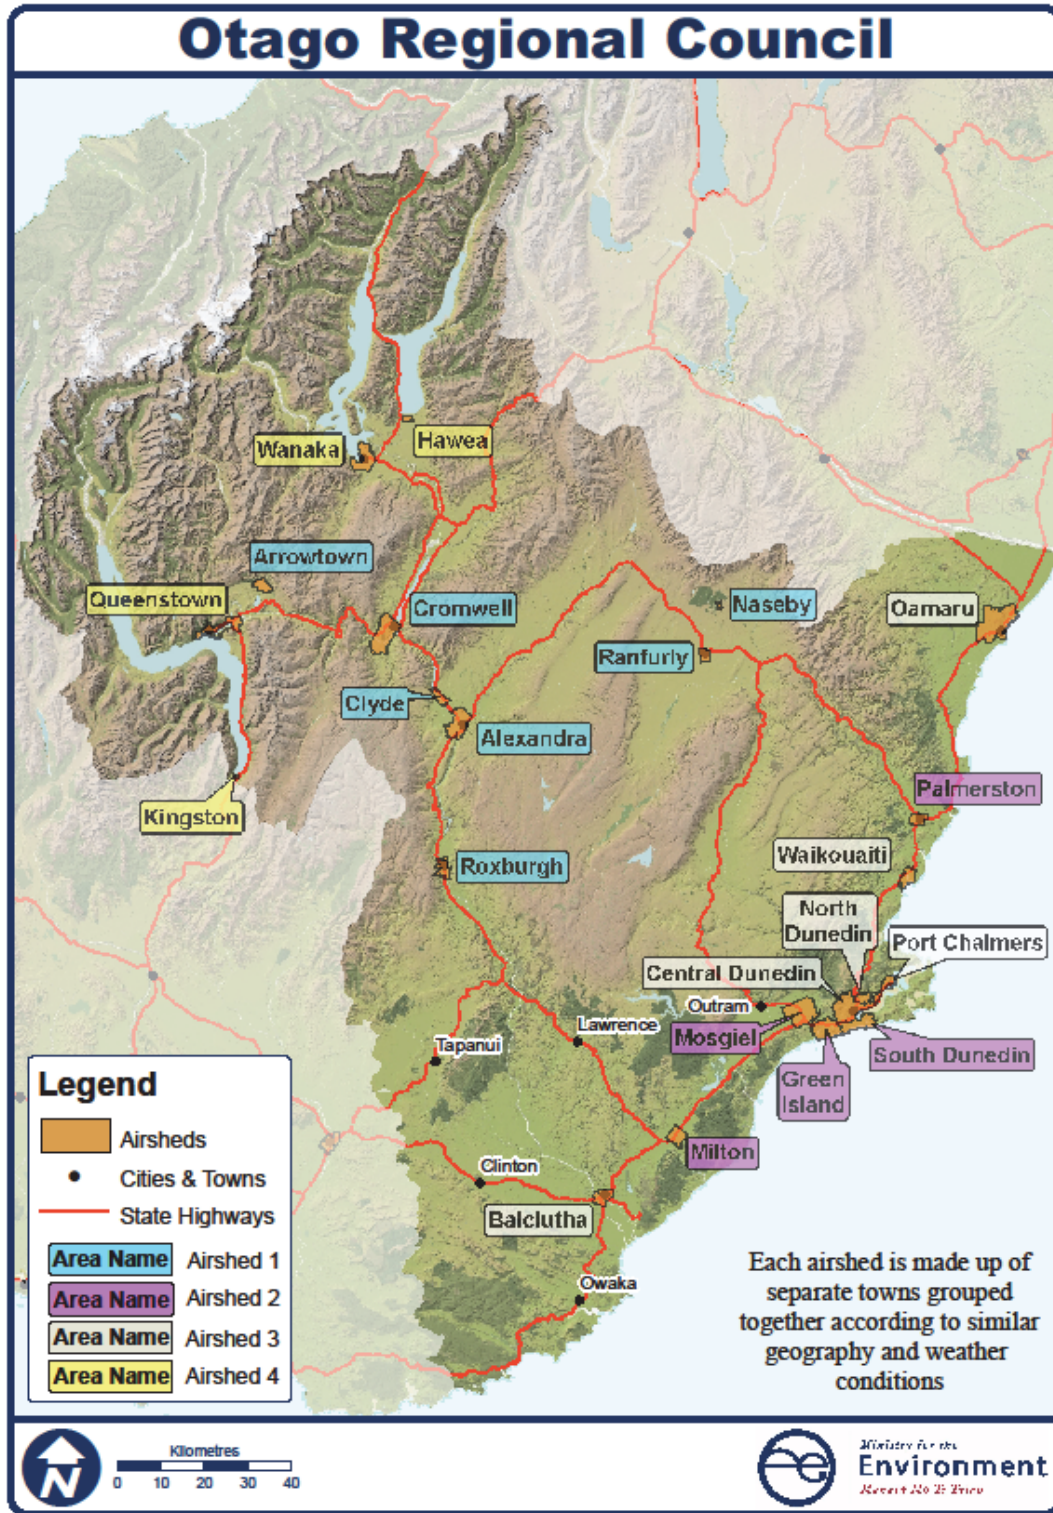 Otago Regional Council
Wanaka
Hawea
Arrowtown
Queenstown
Cromwell
Naseby
Oamaru
Ranfurly
Clyde
Alexandra
Kingston
Palmerston
Roxburgh
Waikouaiti
North
Dunedin
Port Chalmers
Central Dunedin
Outram
Mosgiel
South Dunedin
Green
Island
Lawrence
Tapanui
Milton
Clinton
Balclutha
Owaka
Legend
Airsheds
Cities & Towns
State Highways
Area Name Airshed 1
Area Name Airshed 2
Area Name Airshed 3
Area Name Airshed 4
Each airshed is made up of
separate towns grouped
together according to similar
geography and weather
conditions
N
Kilometres
0 10 20 30 40
Ministry for the
Environment